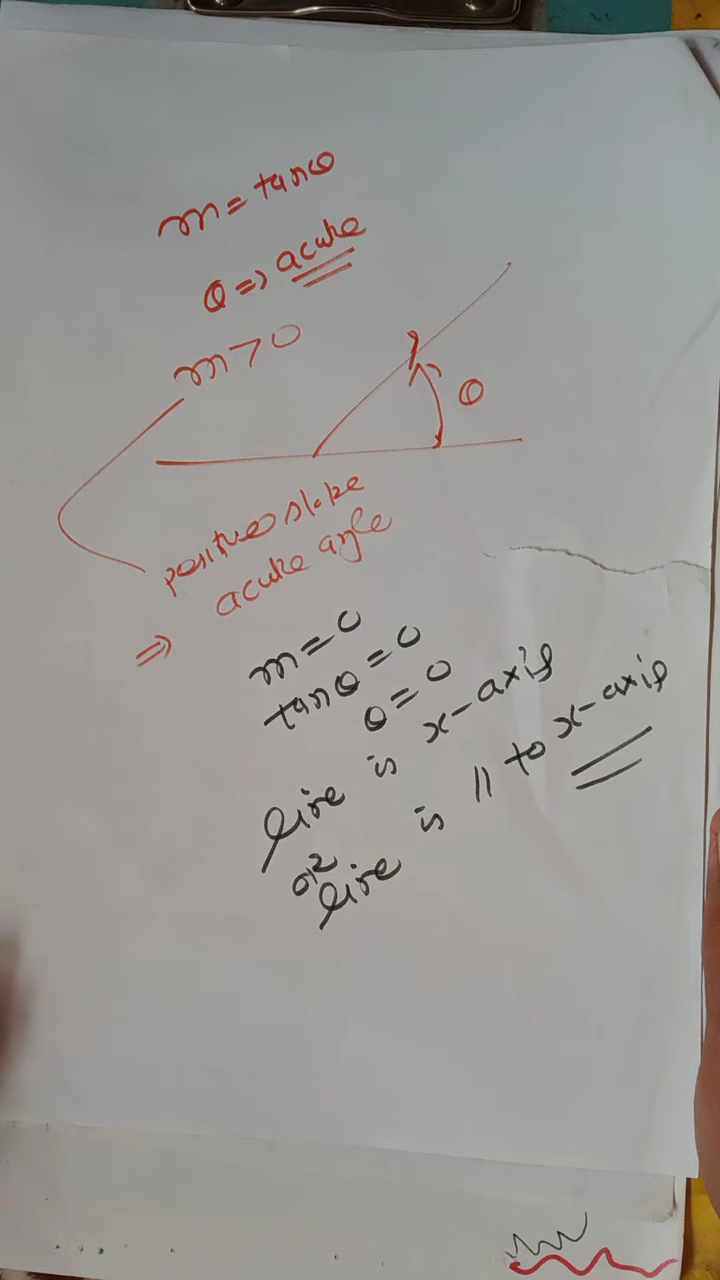 m = tanθ
θ => acute
m > 0
θ
positive slope
acute angle
=>
m = 0
tanθ = 0
θ = 0
line is x-axis
or
line is || to x-axis